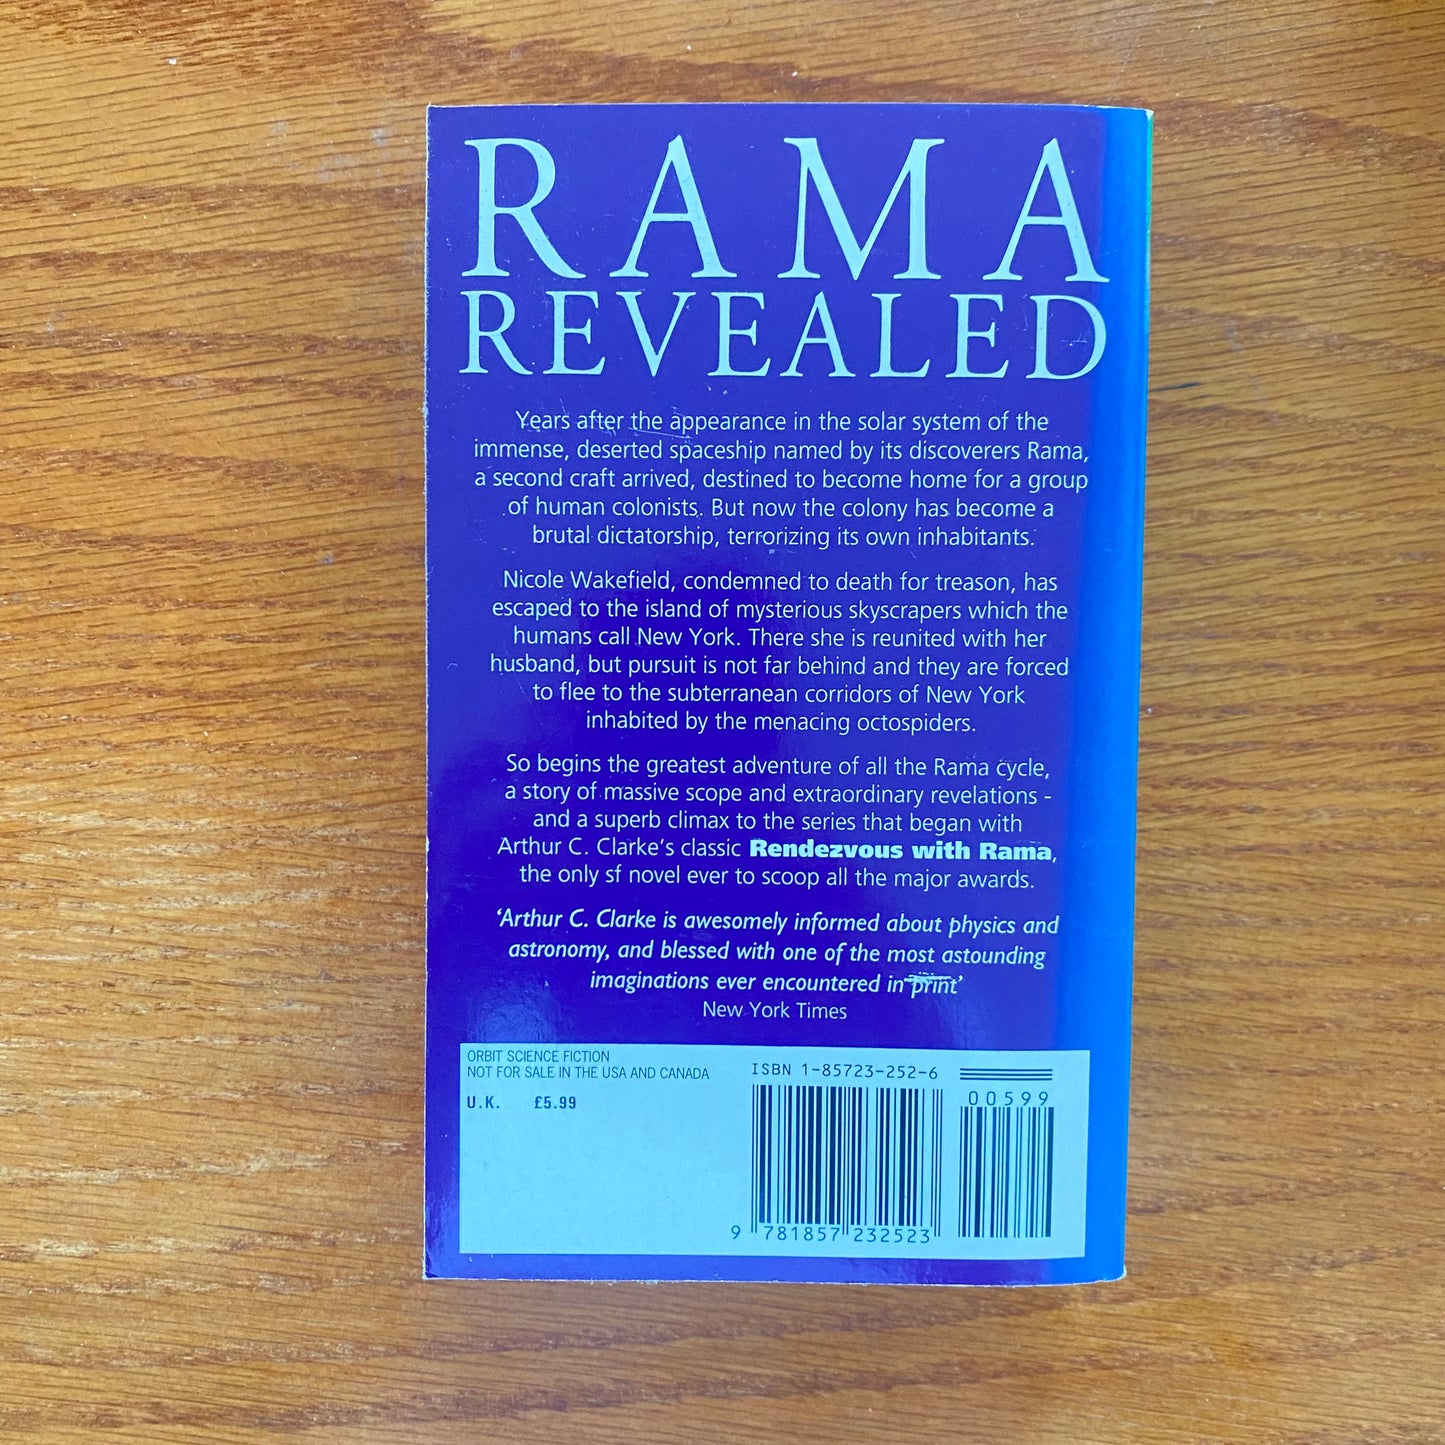 RAMA
REVEALED
Years after the appearance in the solar system of the
immense, deserted spaceship named by its discoverers Rama,
a second craft arrived, destined to become home for a group
of human colonists. But now the colony has become a
brutal dictatorship, terrorizing its own inhabitants.
Nicole Wakefield, condemned to death for treason, has
escaped to the island of mysterious skyscrapers which the
humans call New York. There she is reunited with her
husband, but pursuit is not far behind and they are forced
to flee to the subterranean corridors of New York
inhabited by the menacing octospiders.
So begins the greatest adventure of all the Rama cycle,
a story of massive scope and extraordinary revelations -
and a superb climax to the series that began with
Arthur C. Clarke's classic Rendezvous with Rama,
the only sf novel ever to scoop all the major awards.
'Arthur C. Clarke is awesomely informed about physics and
astronomy, and blessed with one of the most astounding
imaginations ever encountered in print'
New York Times
ORBIT SCIENCE FICTION
NOT FOR SALE IN THE USA AND CANADA
U.K. £5.99
ISBN 1-85723-252-6
00599
9 781857 232523